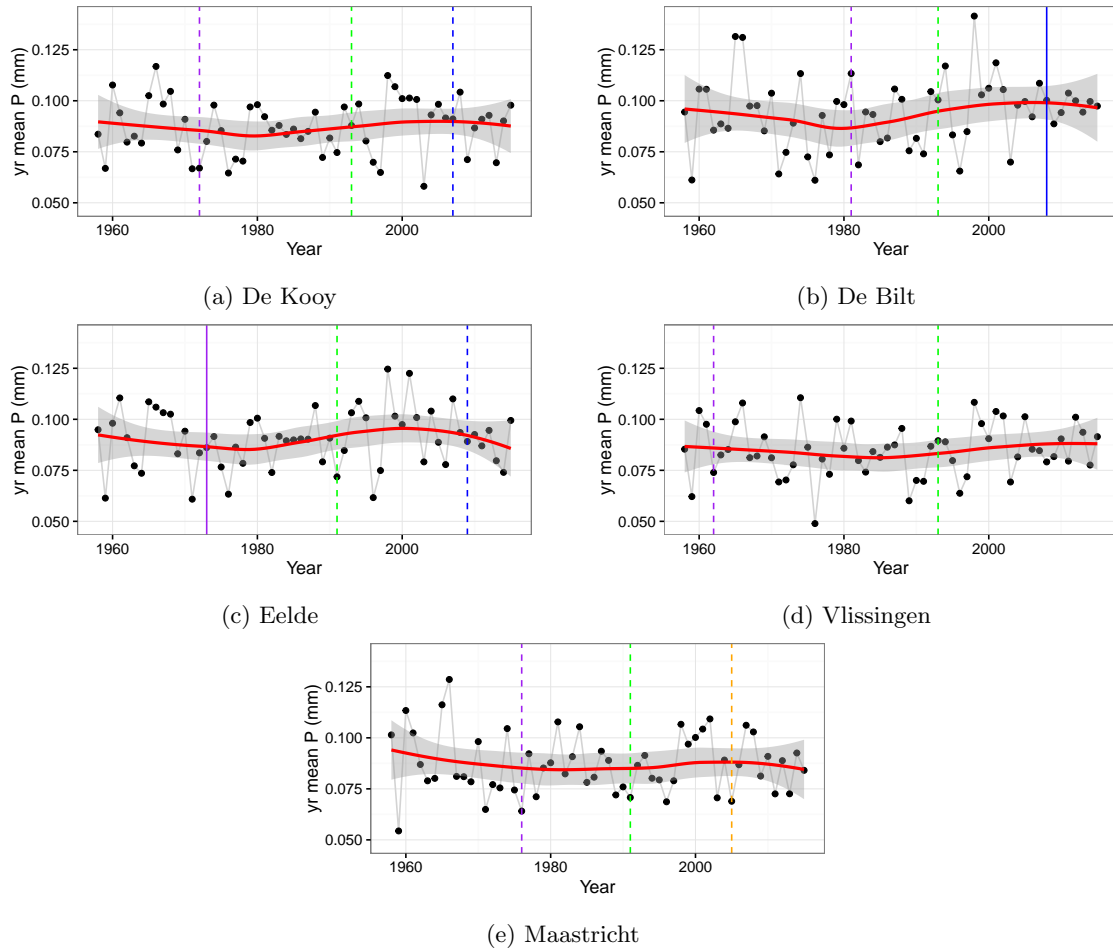 yr mean P (mm)
0.125
0.100
0.075
0.050
1960 1980 2000
Year
(a) De Kooy
yr mean P (mm)
0.125
0.100
0.075
0.050
1960 1980 2000
Year
(b) De Bilt
yr mean P (mm)
0.125
0.100
0.075
0.050
1960 1980 2000
Year
(c) Eelde
yr mean P (mm)
0.125
0.100
0.075
0.050
1960 1980 2000
Year
(d) Vlissingen
yr mean P (mm)
0.125
0.100
0.075
0.050
1960 1980 2000
Year
(e) Maastricht